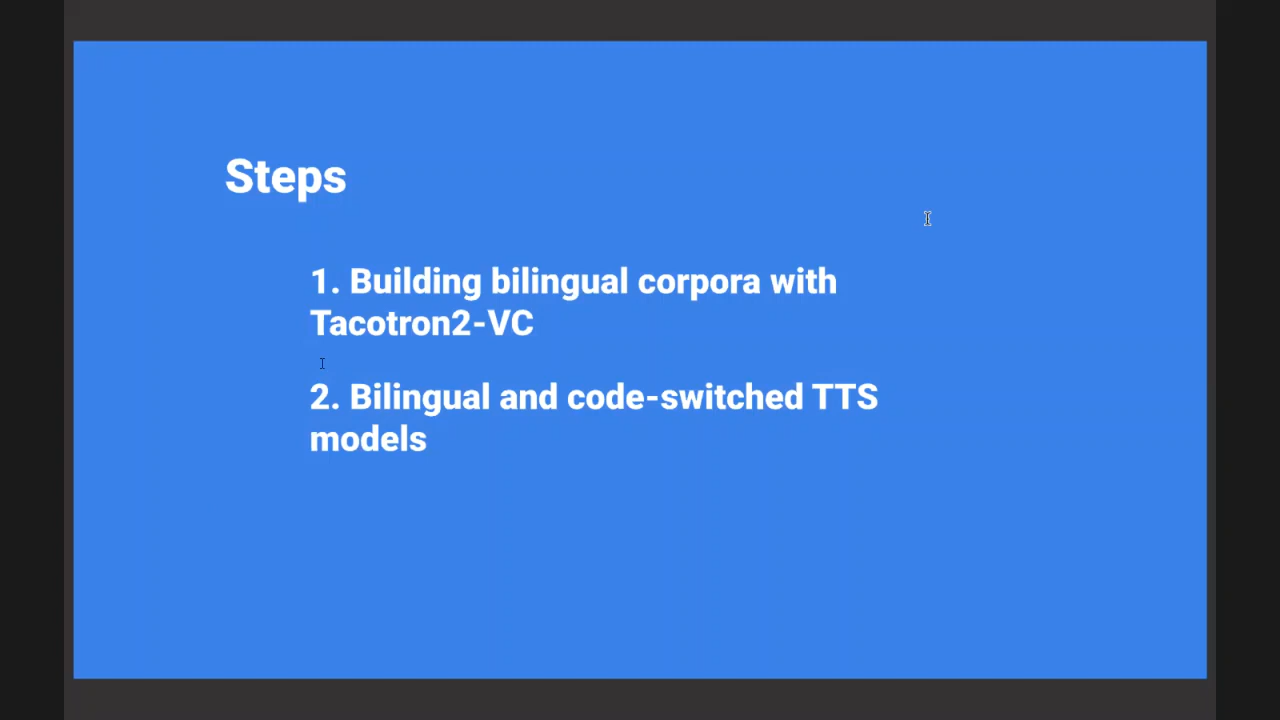 Steps
1. Building bilingual corpora with
Tacotron2-VC
2. Bilingual and code-switched TTS
models